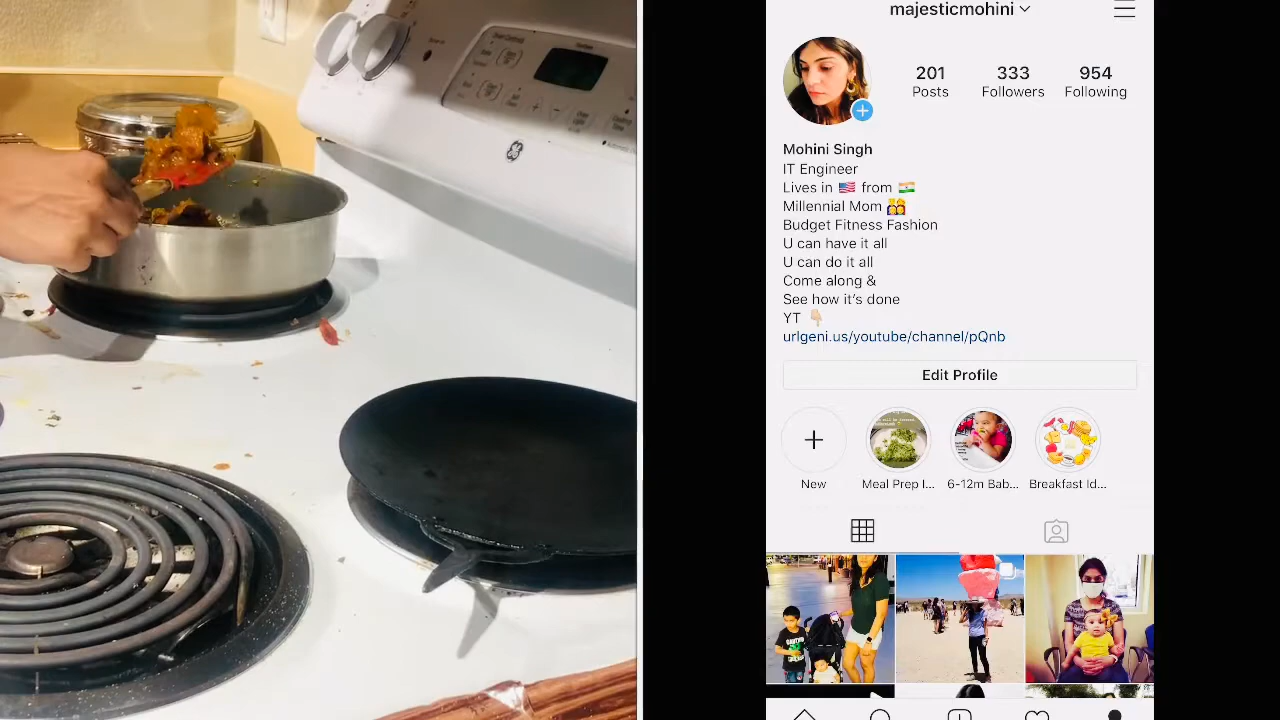 majesticmohini
201 333 954
Posts Followers Following
Mohini Singh
IT Engineer
Lives in 🇺🇸 from 🇮🇳
Millennial Mom 👭
Budget Fitness Fashion
U can have it all
U can do it all
Come along &
See how it's done
YT 👇🏻
urlgeni.us/youtube/channel/pQnb
Edit Profile
New Meal Prep I... 6-12m Bab... Breakfast Id...